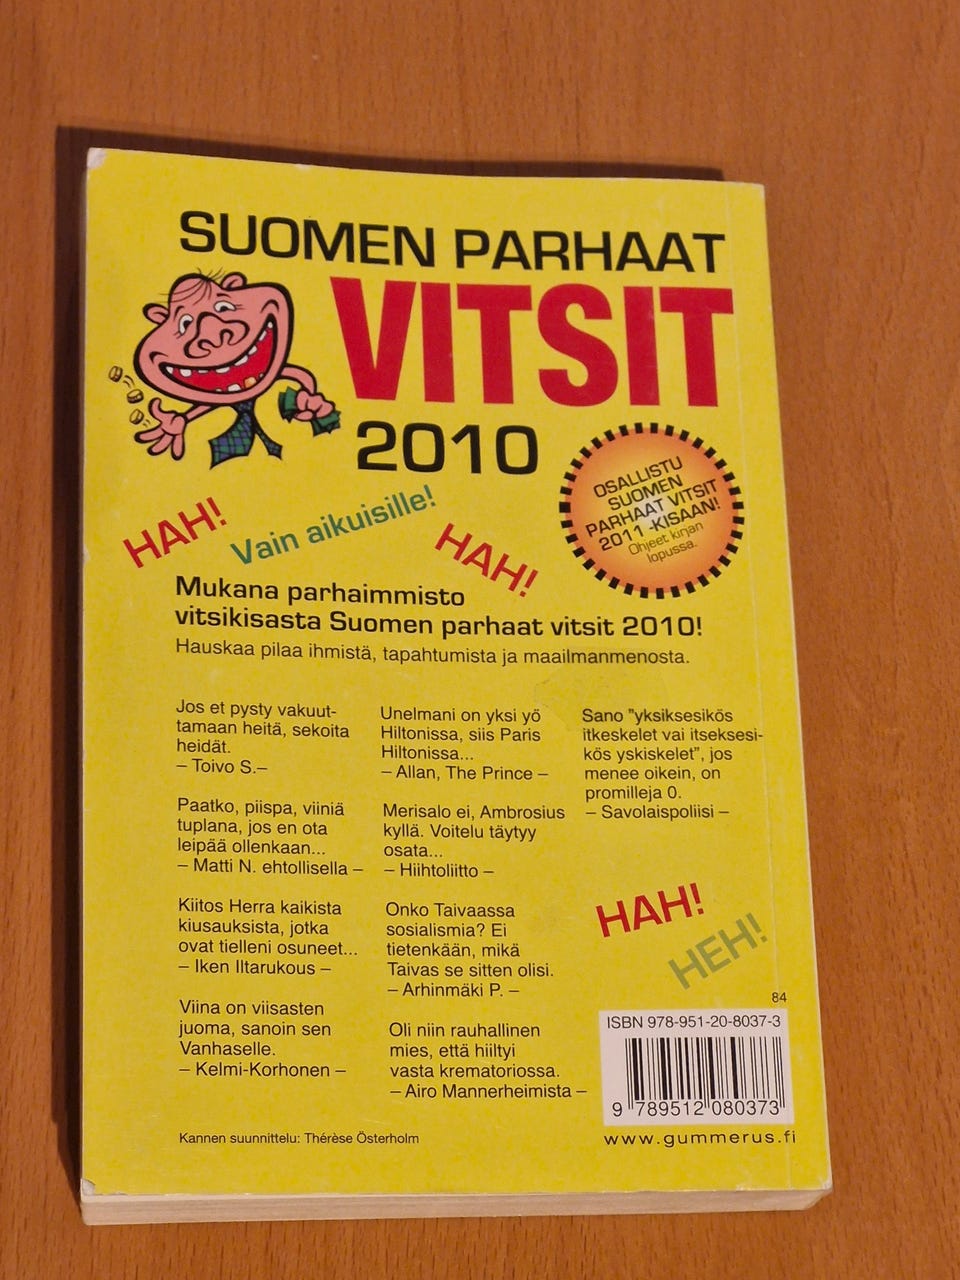 SUOMEN PARHAAT
VITSIT
2010
OSALLISTU
SUOMEN
PARHAAT VITSIT
2011 -KISAAN!
Ohjeet kirjan
lopussa.
HAH!
Vain aikuisille!
HAH!
Mukana parhaimmisto
vitsikisasta Suomen parhaat vitsit 2010!
Hauskaa pilaa ihmistä, tapahtumista ja maailmanmenosta.
Jos et pysty vakuut-
tamaan heitä, sekoita
heidät.
– Toivo S.–
Paatko, piispa, viiniä
tuplana, jos en ota
leipää ollenkaan...
– Matti N. ehtollisella –
Kiitos Herra kaikista
kiusauksista, jotka
ovat tielleni osuneet...
– Iken Iltarukous –
Viina on viisasten
juoma, sanoin sen
Vanhaselle.
– Kelmi-Korhonen –
Unelmani on yksi yö
Hiltonissa, siis Paris
Hiltonissa...
– Allan, The Prince –
Merisalo ei, Ambrosius
kyllä. Voitelu täytyy
osata...
– Hiihtoliitto –
Onko Taivaassa
sosialismia? Ei
tietenkään, mikä
Taivas se sitten olisi.
– Arhinmäki P. –
Oli niin rauhallinen
mies, että hiiltyi
vasta krematoriossa.
– Airo Mannerheimista –
Sano "yksiksesikös
itkeskelet vai itseksesi-
kös yskiskelet", jos
menee oikein, on
promilleja 0.
– Savolaispoliisi –
HAH!
HEH!
84
ISBN 978-951-20-8037-3
9 789512 080373
www.gummerus.fi
Kannen suunnittelu: Thérèse Österholm